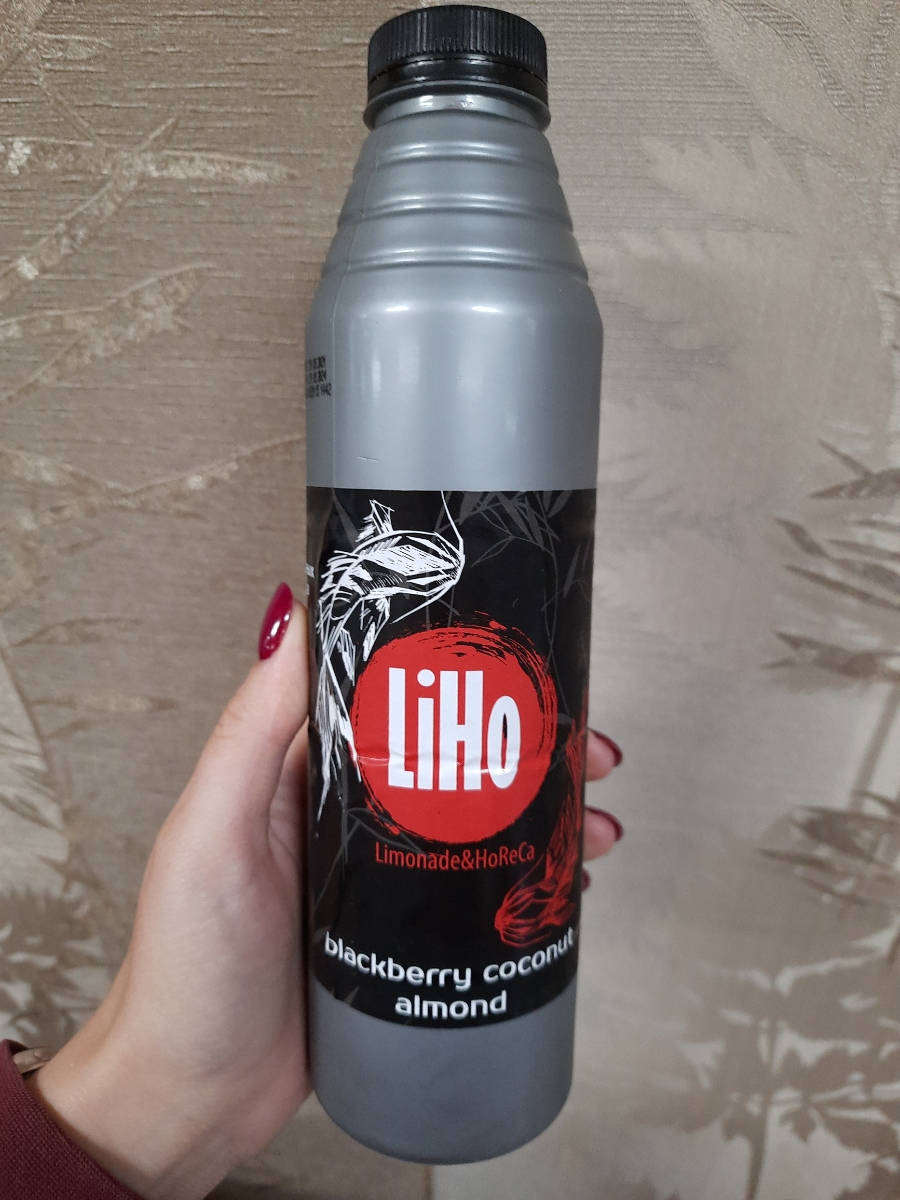 LiHo
Limonade&HoReCa
blackberry coconut
almond